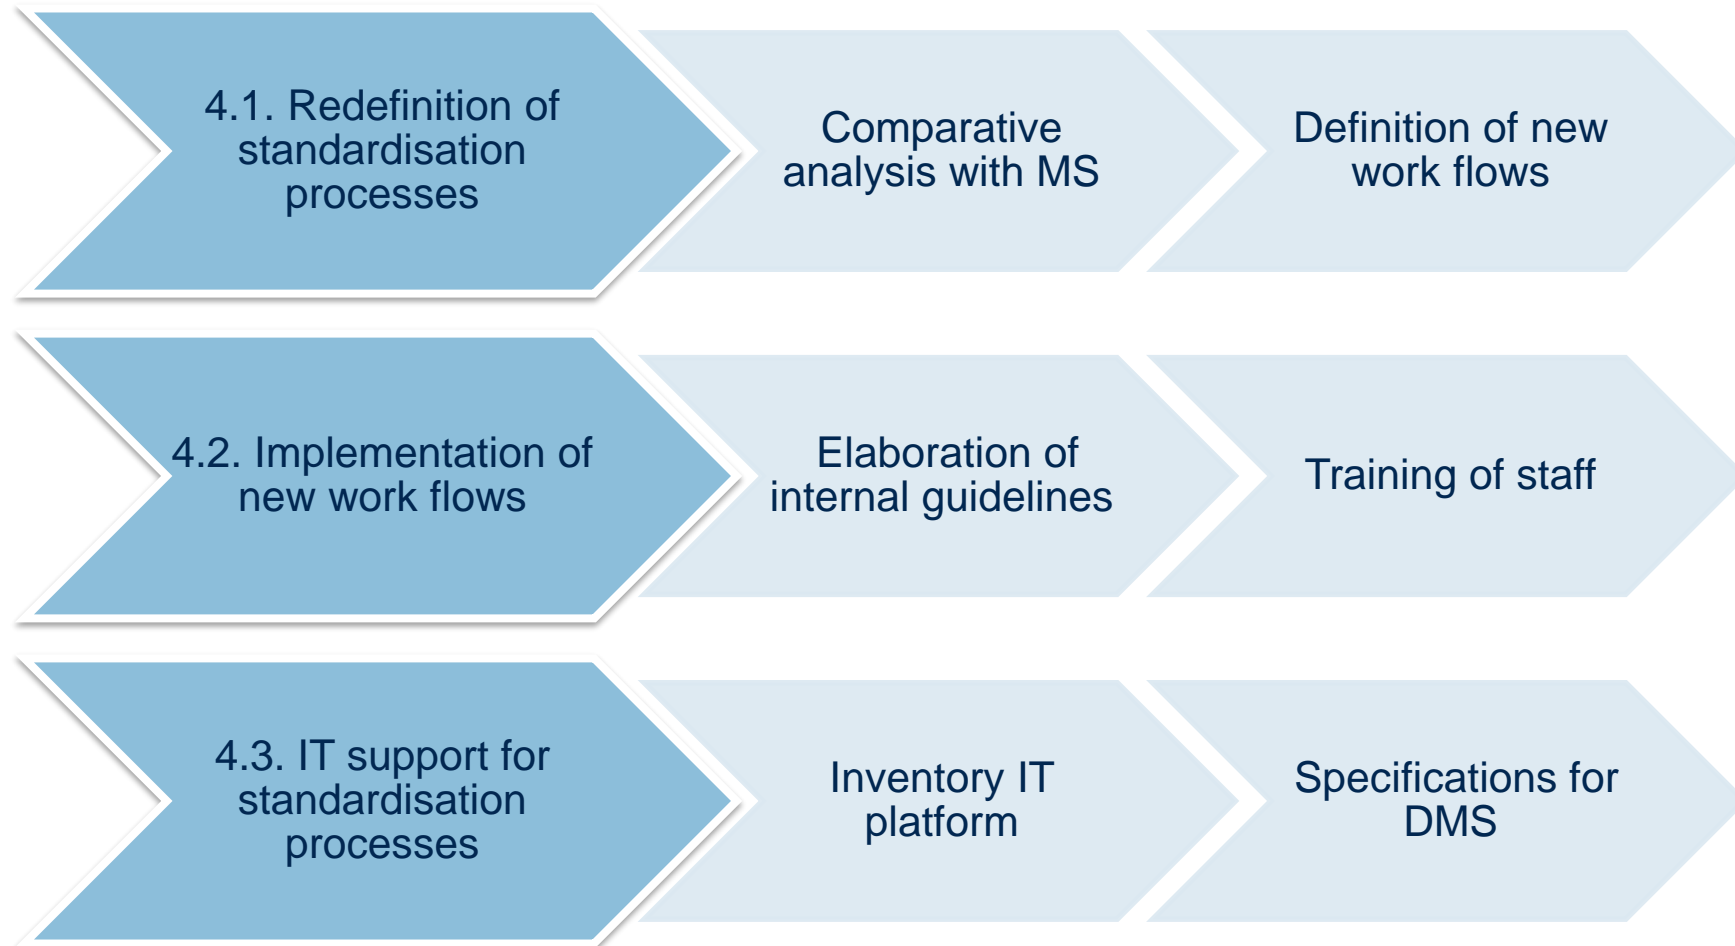 4.1. Redefinition of
standardisation
processes
Comparative
analysis with MS
Definition of new
work flows
4.2. Implementation of
new work flows
Elaboration of
internal guidelines
Training of staff
4.3. IT support for
standardisation
processes
Inventory IT
platform
Specifications for
DMS